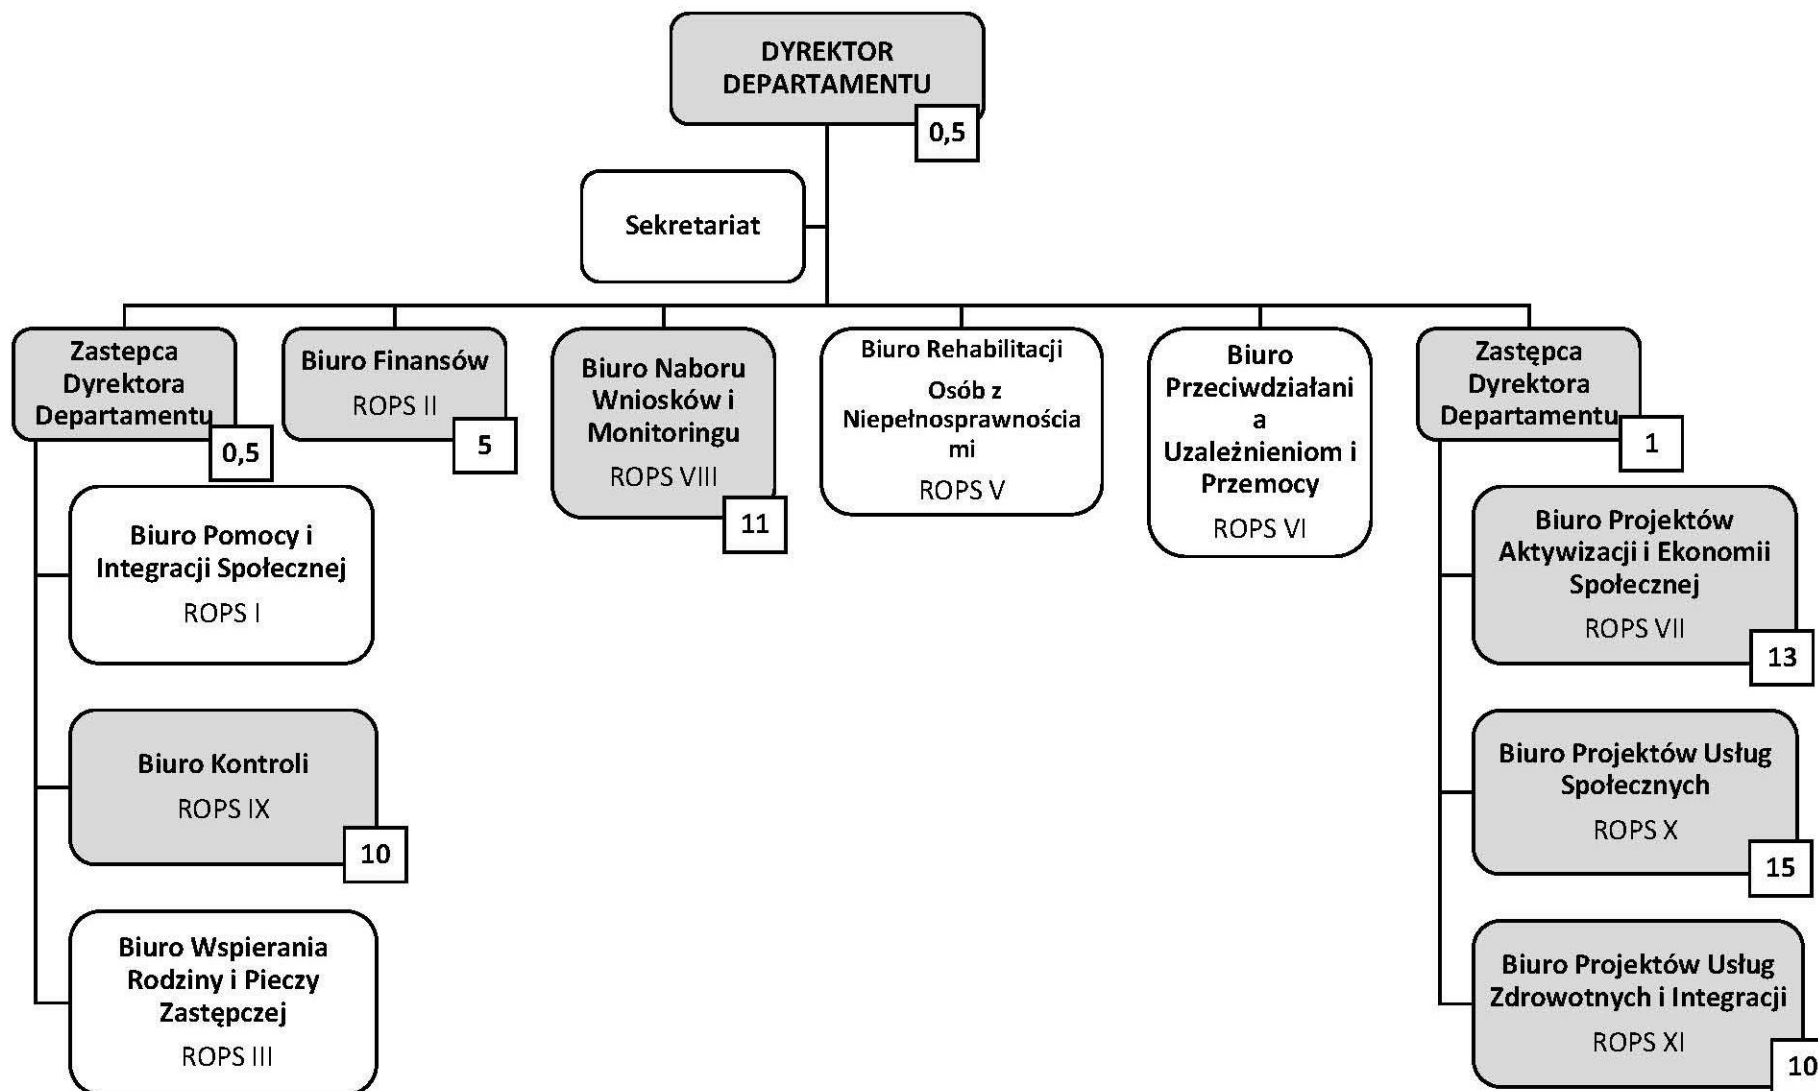 DYREKTOR
DEPARTAMENTU
0,5
Sekretariat
Zastepca
Dyrektora
Departamentu
0,5
Biuro Finansów
ROPS II
5
Biuro Naboru
Wniosków i
Monitoringu
ROPS VIII
11
Biuro Rehabilitacji
Osób z
Niepełnosprawnościa
mi
ROPS V
Biuro
Przeciwdziałani
a
Uzależnieniom i
Przemocy
ROPS VI
Zastępca
Dyrektora
Departamentu
1
Biuro Pomocy i
Integracji Społecznej
ROPS I
Biuro Kontroli
ROPS IX
10
Biuro Wspierania
Rodziny i Pieczy
Zastępczej
ROPS III
Biuro Projektów
Aktywizacji i Ekonomii
Społecznej
ROPS VII
13
Biuro Projektów Usług
Społecznych
ROPS X
15
Biuro Projektów Usług
Zdrowotnych i Integracji
ROPS XI
10